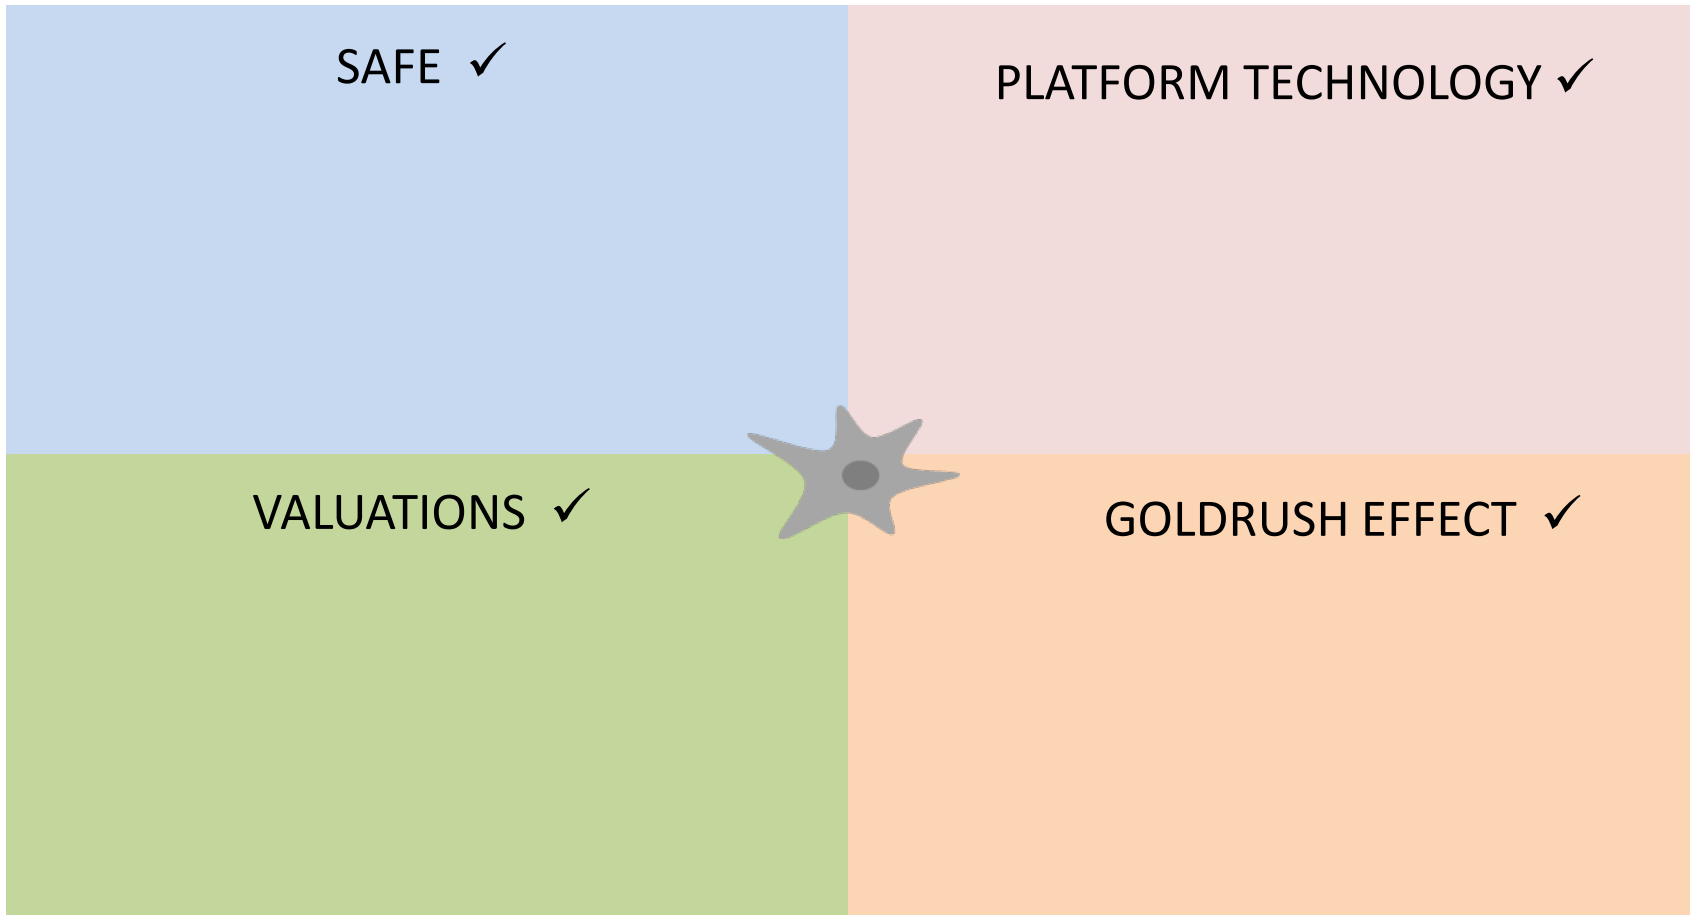 SAFE ✓
PLATFORM TECHNOLOGY ✓
VALUATIONS ✓
GOLDRUSH EFFECT ✓